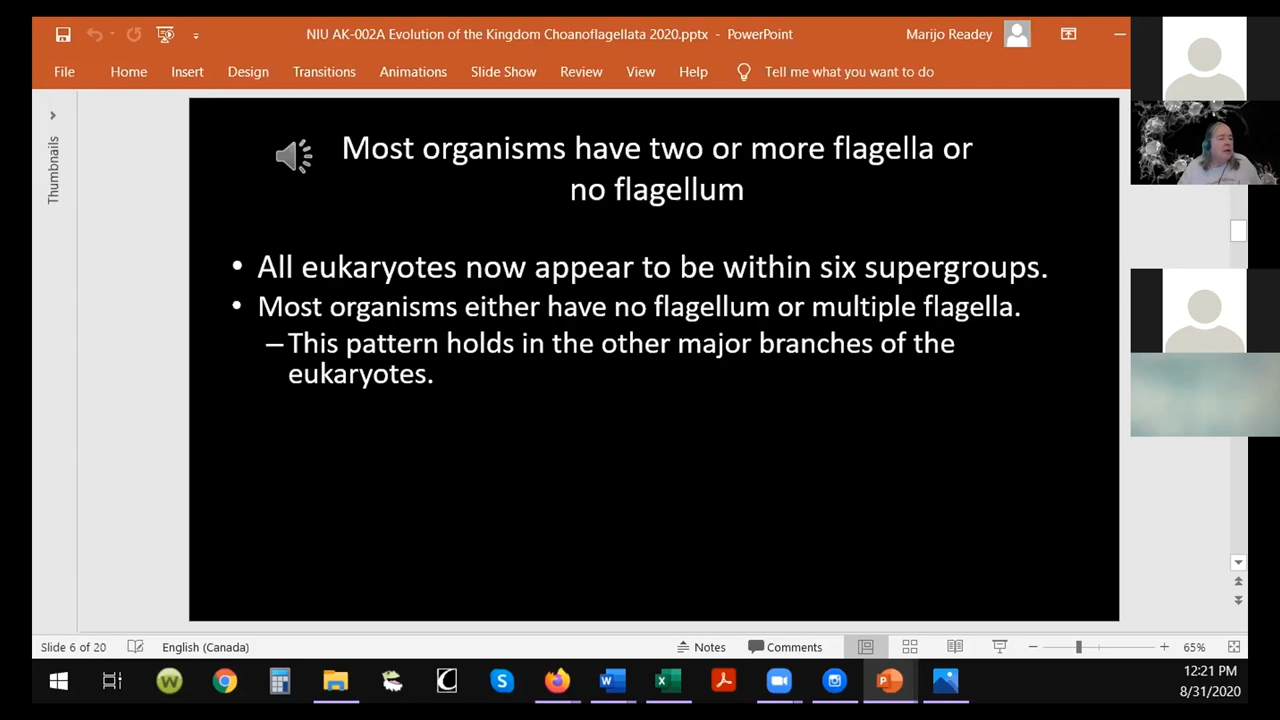 NIU AK-002A Evolution of the Kingdom Choanoflagellata 2020.pptx - PowerPoint
Marijo Readey
File Home Insert Design Transitions Animations Slide Show Review View Help Tell me what you want to do
Thumbnails
Most organisms have two or more flagella or
no flagellum
• All eukaryotes now appear to be within six supergroups.
• Most organisms either have no flagellum or multiple flagella.
–This pattern holds in the other major branches of the
eukaryotes.
Slide 6 of 20 English (Canada) Notes Comments 65%
12:21 PM
8/31/2020